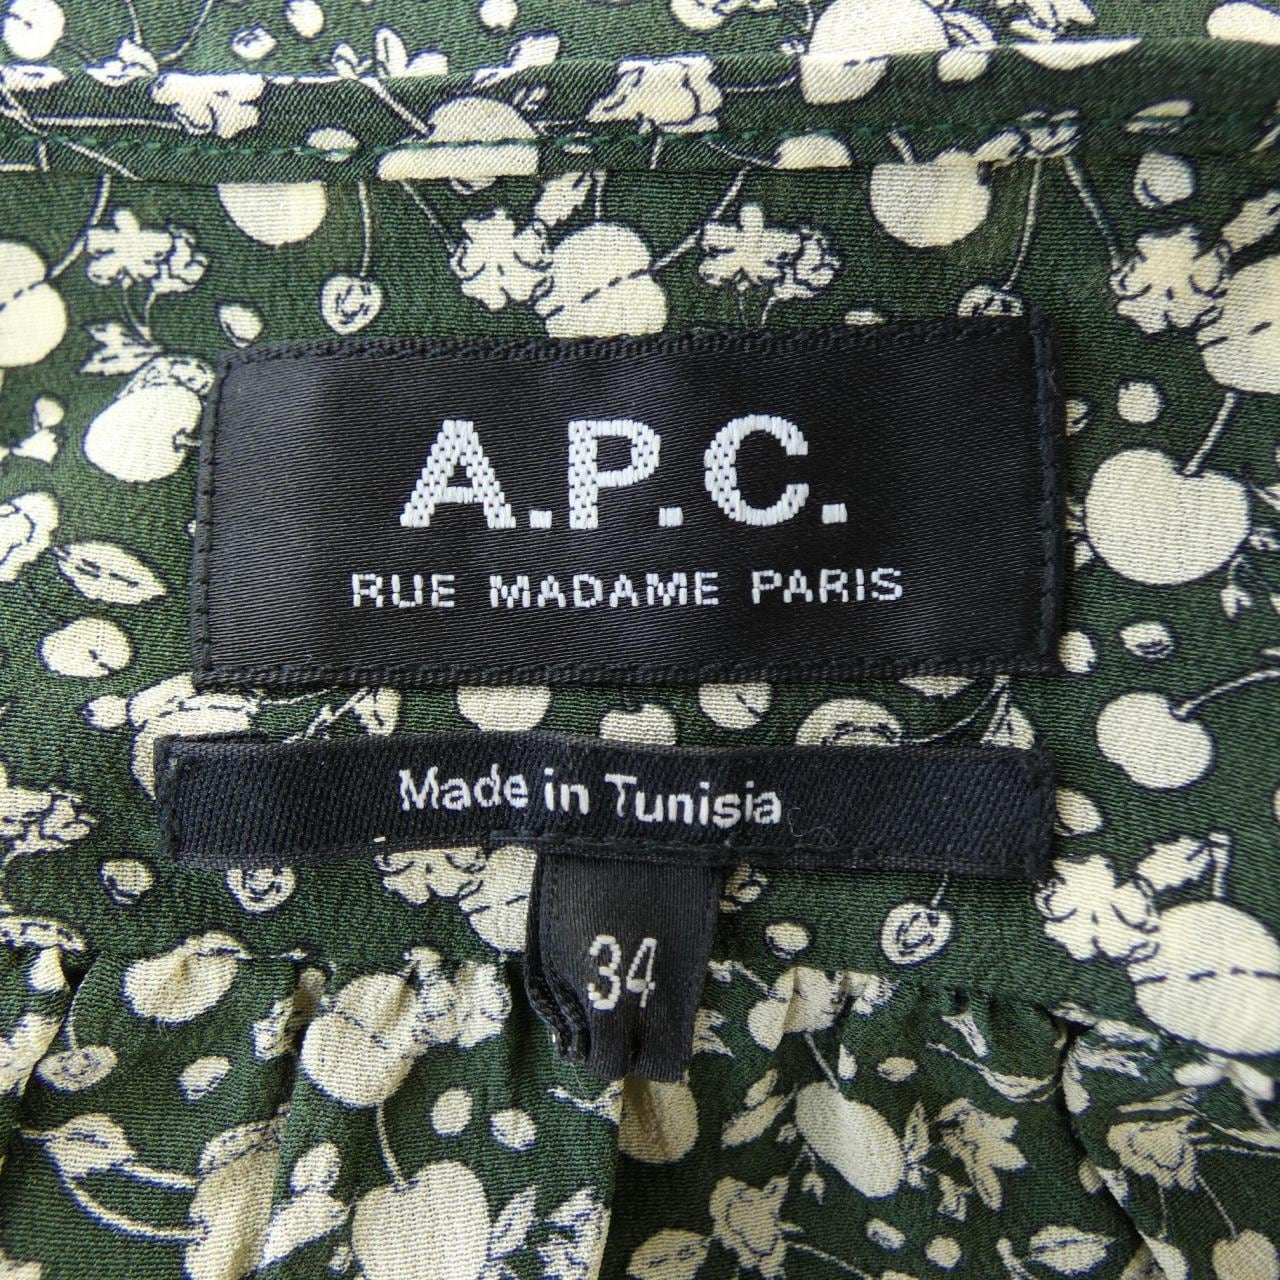 A.P.C.
RUE MADAME PARIS
Made in Tunisia
34